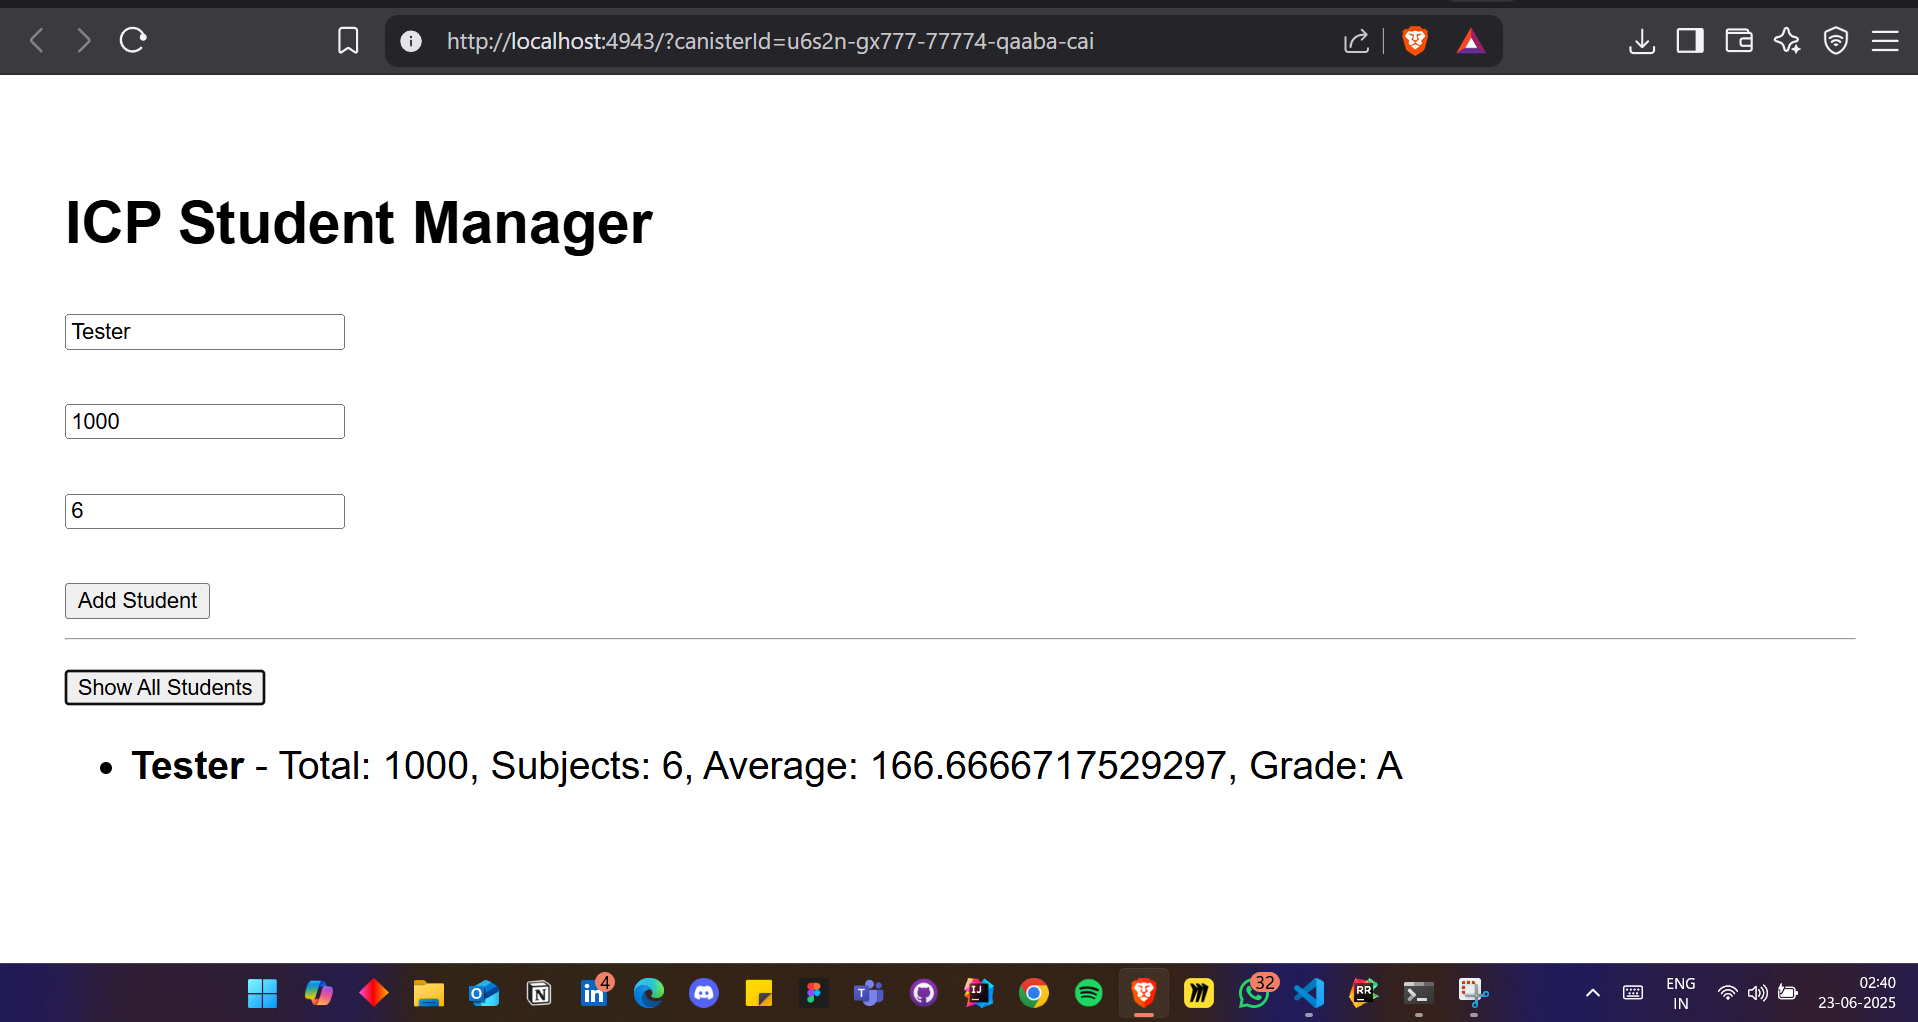 http://localhost:4943/?canisterId=u6s2n-gx777-77774-qaaba-cai
ICP Student Manager
Tester
1000
6
Add Student
Show All Students
• Tester - Total: 1000, Subjects: 6, Average: 166.6666717529297, Grade: A
4
32
RR
ENG
IN
02:40
23-06-2025